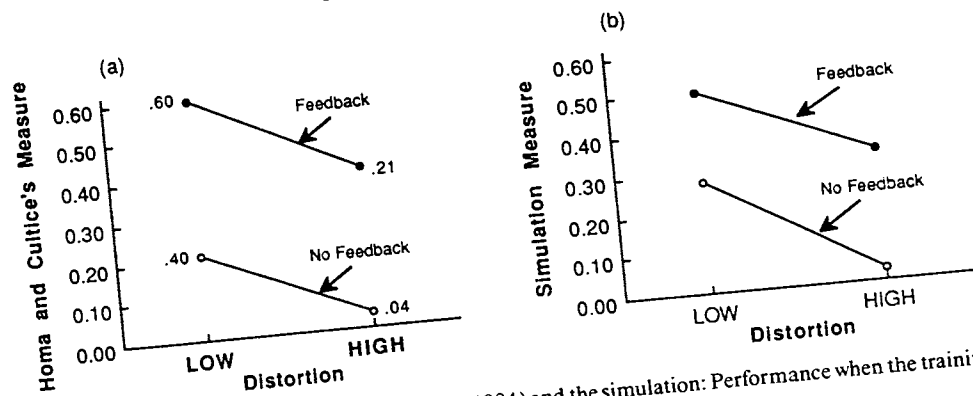 (a)
Homa and Cultice's Measure
0.60
0.50
0.40
0.30
0.20
0.10
0.00
.60
Feedback
.21
.40
No Feedback
.04
LOW
HIGH
Distortion
(b)
Simulation Measure
0.60
0.50
0.40
0.30
0.20
0.10
0.00
Feedback
No Feedback
LOW
HIGH
Distortion
and the simulation: Performance when the